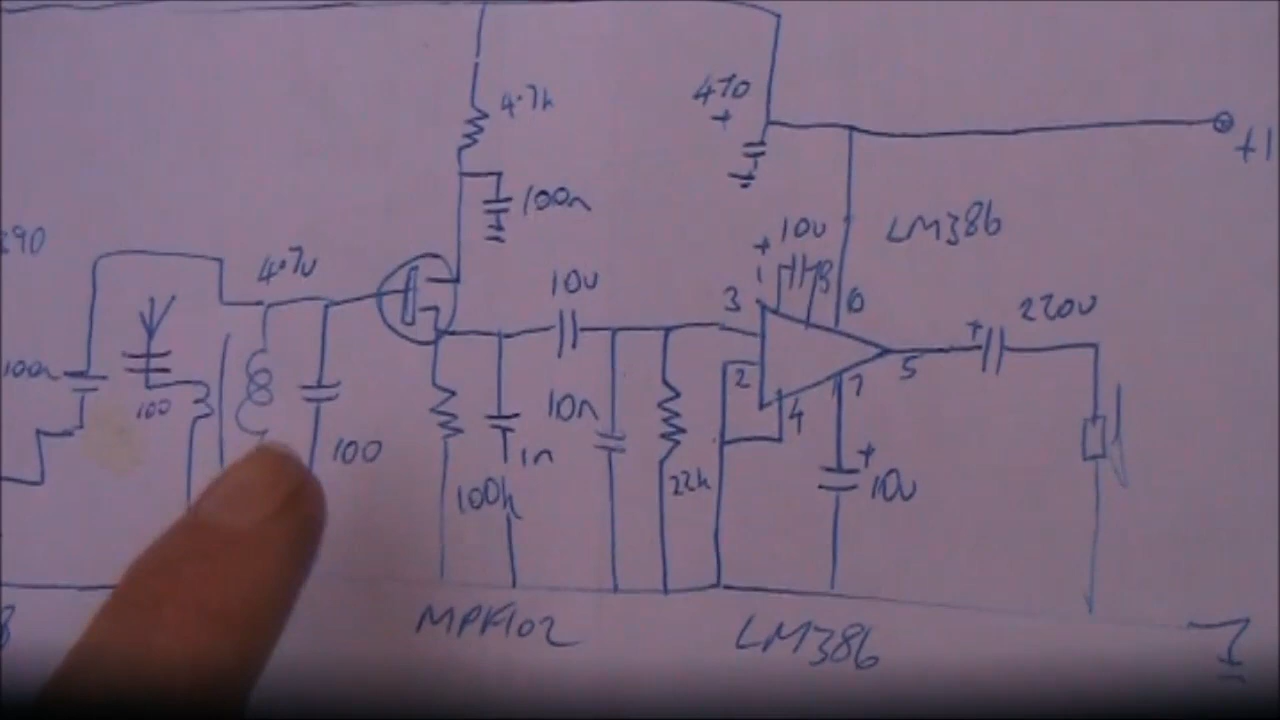 4.7k
470
+
+1
100n
LM386
10u
+
1
8
6
390
4.7u
10u
3
220u
+
100n
100
2
5
7
4
10n
100
1n
22k
+
10u
100k
MPF102
LM386